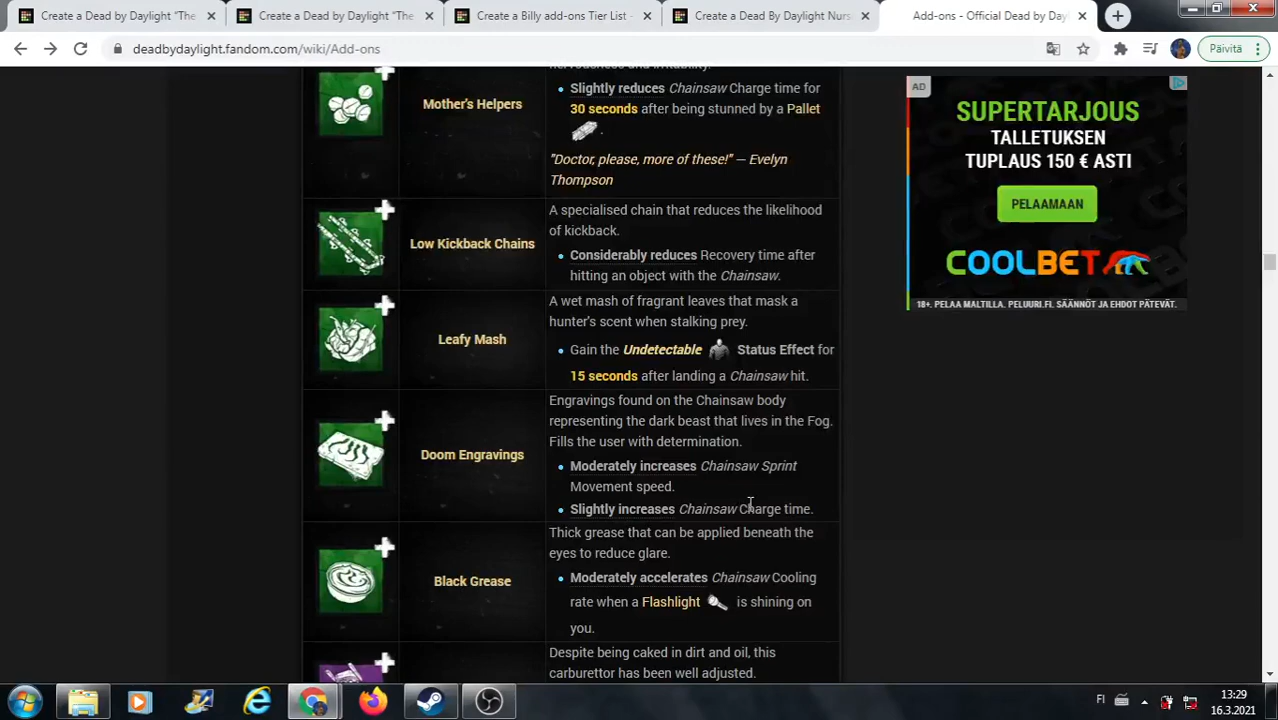 Create a Dead by Daylight "The
Create a Dead by Daylight "The
Create a Billy add-ons Tier List -
Create a Dead By Daylight Nurs
Add-ons - Official Dead by Day
deadbydaylight.fandom.com/wiki/Add-ons
Päivitä
Mother's Helpers
Slightly reduces Chainsaw Charge time for
30 seconds after being stunned by a Pallet
.
"Doctor, please, more of these!" — Evelyn
Thompson
Low Kickback Chains
A specialised chain that reduces the likelihood
of kickback.
Considerably reduces Recovery time after
hitting an object with the Chainsaw.
Leafy Mash
A wet mash of fragrant leaves that mask a
hunter's scent when stalking prey.
Gain the Undetectable Status Effect for
15 seconds after landing a Chainsaw hit.
Doom Engravings
Engravings found on the Chainsaw body
representing the dark beast that lives in the Fog.
Fills the user with determination.
Moderately increases Chainsaw Sprint
Movement speed.
Slightly increases Chainsaw Charge time.
Black Grease
Thick grease that can be applied beneath the
eyes to reduce glare.
Moderately accelerates Chainsaw Cooling
rate when a Flashlight is shining on
you.
Despite being caked in dirt and oil, this
carburettor has been well adjusted.
AD
SUPERTARJOUS
TALLETUKSEN
TUPLAUS 150 € ASTI
PELAAMAAN
COOLBET
18+. PELAA MALTILLA. PELUURI.FI. SÄÄNNÖT JA EHDOT PÄTEVÄT.
FI
13:29
16.3.2021